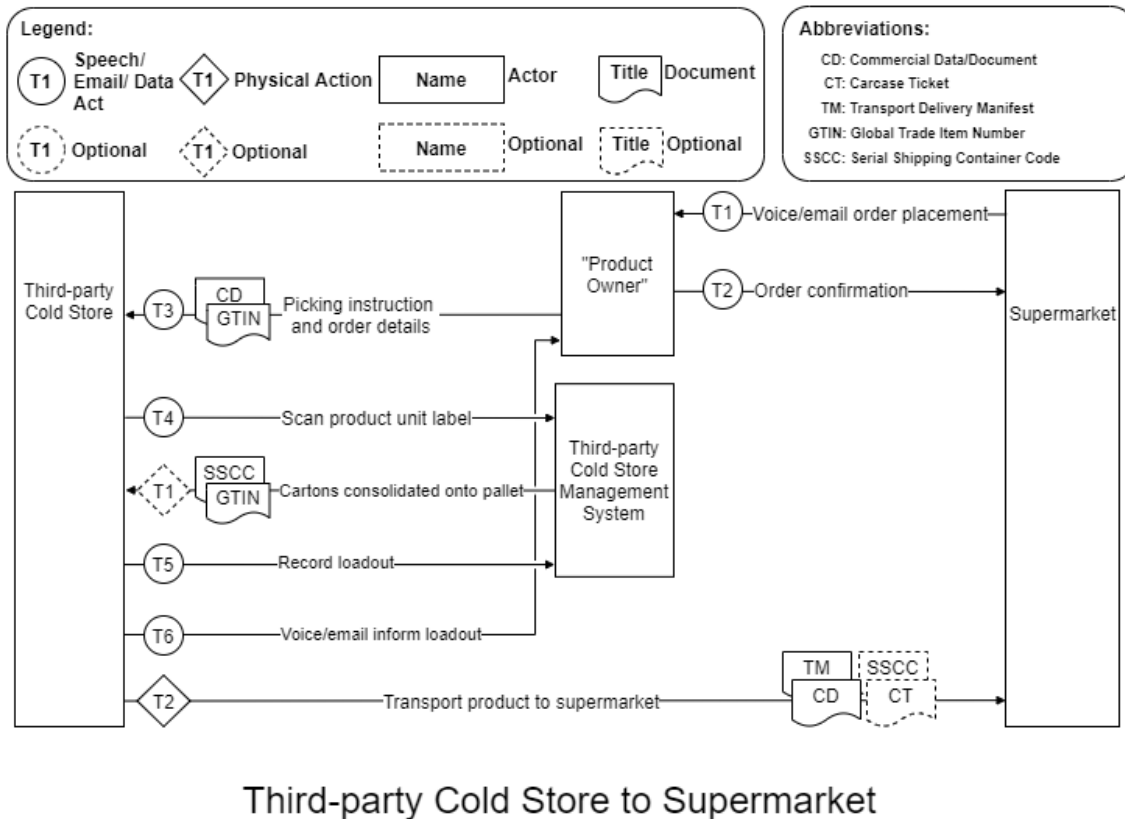 Legend:
T1
Speech/
Email/ Data
Act
T1
Physical Action
Name
Actor
Title
Document
T1
Optional
T1
Optional
Name
Optional
Title
Optional
Abbreviations:
CD: Commercial Data/Document
CT: Carcase Ticket
TM: Transport Delivery Manifest
GTIN: Global Trade Item Number
SSCC: Serial Shipping Container Code
Third-party
Cold Store
"Product
Owner"
Supermarket
T1
Voice/email order placement
T2
Order confirmation
T3
CD
GTIN
Picking instruction
and order details
T4
Scan product unit label
Third-party
Cold Store
Management
System
T1
SSCC
GTIN
Cartons consolidated onto pallet
T5
Record loadout
T6
Voice/email inform loadout
T2
Transport product to supermarket
TM
CD
SSCC
CT
Third-party Cold Store to Supermarket